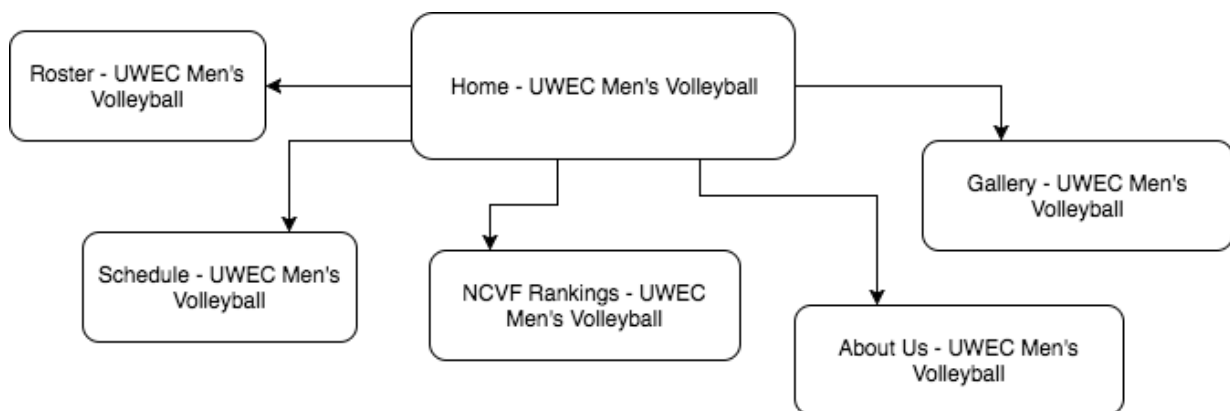 Home - UWEC Men's Volleyball
Roster - UWEC Men's
Volleyball
Gallery - UWEC Men's
Volleyball
Schedule - UWEC Men's
Volleyball
NCVF Rankings - UWEC
Men's Volleyball
About Us - UWEC Men's
Volleyball